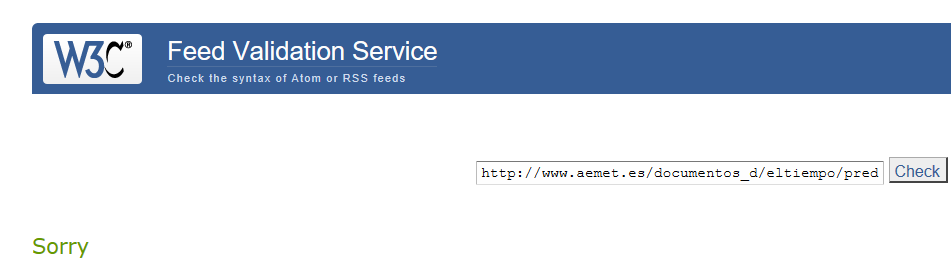 W3C®
Feed Validation Service
Check the syntax of Atom or RSS feeds
http://www.aemet.es/documentos_d/eltiempo/pred
Check
Sorry